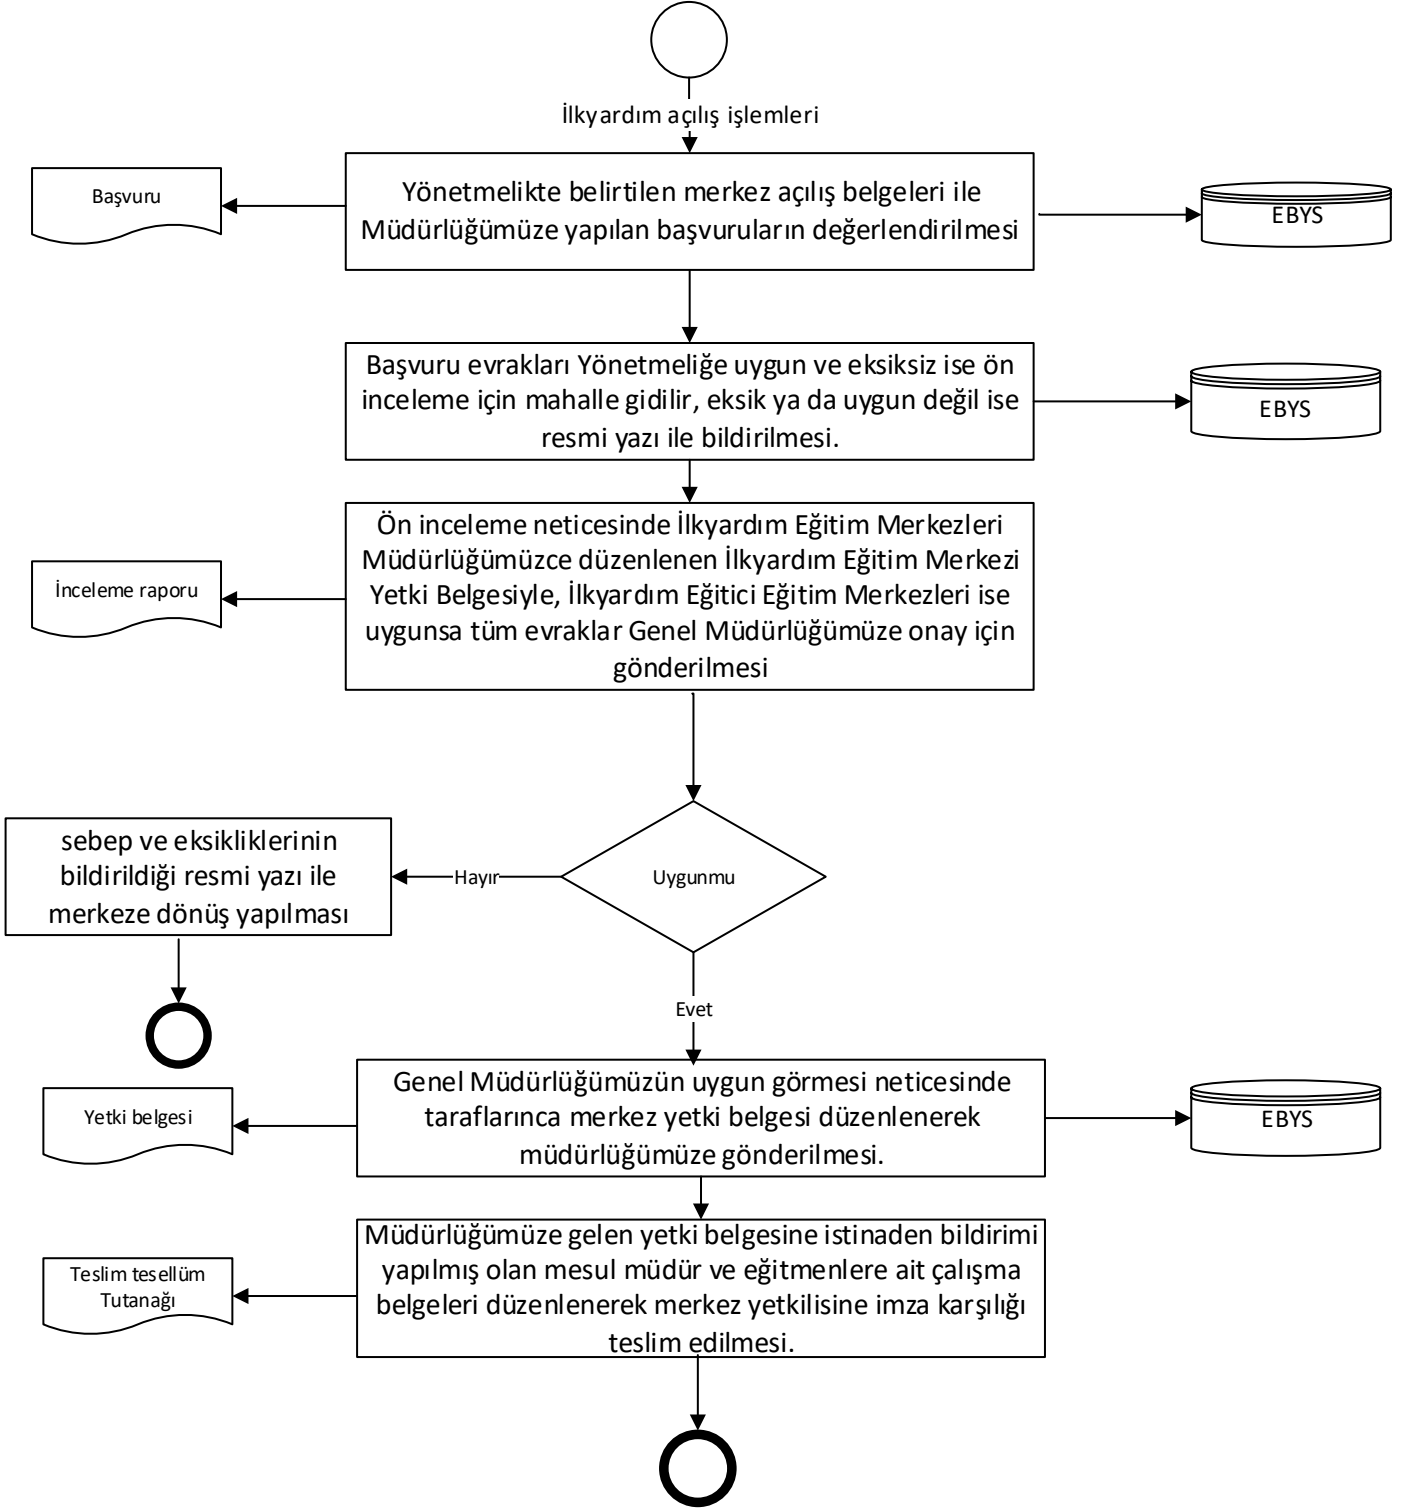 İlkyardım açılış işlemleri
Başvuru
Yönetmelikte belirtilen merkez açılış belgeleri ile
Müdürlüğümüze yapılan başvuruların değerlendirilmesi
EBYS
Başvuru evrakları Yönetmeliğe uygun ve eksiksiz ise ön
inceleme için mahalle gidilir, eksik ya da uygun değil ise
resmi yazı ile bildirilmesi.
EBYS
Ön inceleme neticesinde İlkyardım Eğitim Merkezleri
Müdürlüğümüzce düzenlenen İlkyardım Eğitim Merkezi
Yetki Belgesiyle, İlkyardım Eğitici Eğitim Merkezleri ise
uygunsa tüm evraklar Genel Müdürlüğümüze onay için
gönderilmesi
İnceleme raporu
sebep ve eksikliklerinin
bildirildiği resmi yazı ile
merkeze dönüş yapılması
Hayır
Uygunmu
Evet
Yetki belgesi
Genel Müdürlüğümüzün uygun görmesi neticesinde
taraflarınca merkez yetki belgesi düzenlenerek
müdürlüğümüze gönderilmesi.
EBYS
Teslim tesellüm
Tutanağı
Müdürlüğümüze gelen yetki belgesine istinaden bildirimi
yapılmış olan mesul müdür ve eğitmenlere ait çalışma
belgeleri düzenlenerek merkez yetkilisine imza karşılığı
teslim edilmesi.